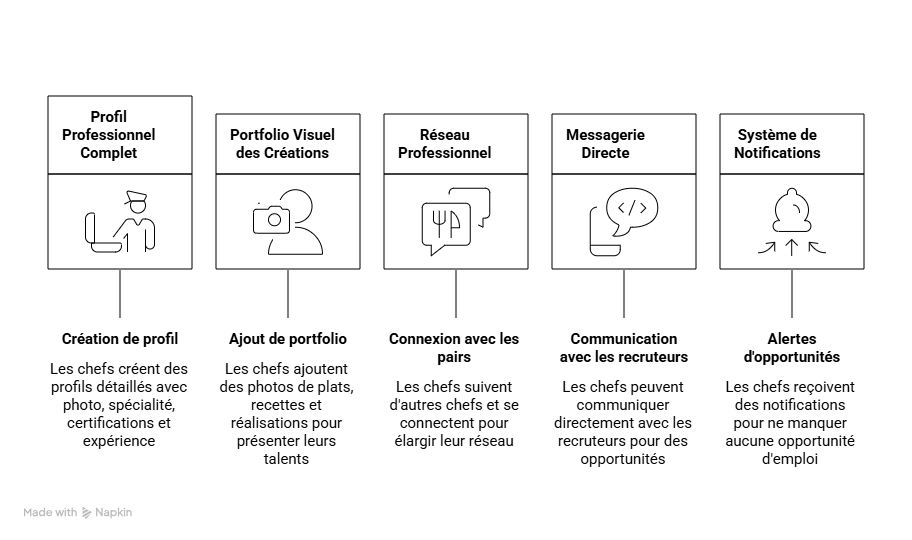 Profil
Professionnel
Complet
Portfolio Visuel
des Créations
Réseau
Professionnel
Messagerie
Directe
Système de
Notifications
</>
Création de profil
Les chefs créent des
profils détaillés avec
photo, spécialité,
certifications et
expérience
Ajout de portfolio
Les chefs ajoutent
des photos de plats,
recettes et
réalisations pour
présenter leurs
talents
Connexion avec les
pairs
Les chefs suivent
d'autres chefs et se
connectent pour
élargir leur réseau
Communication
avec les recruteurs
Les chefs peuvent
communiquer
directement avec les
recruteurs pour des
opportunités
Alertes
d'opportunités
Les chefs reçoivent
des notifications
pour ne manquer
aucune opportunité
d'emploi
Made with Napkin